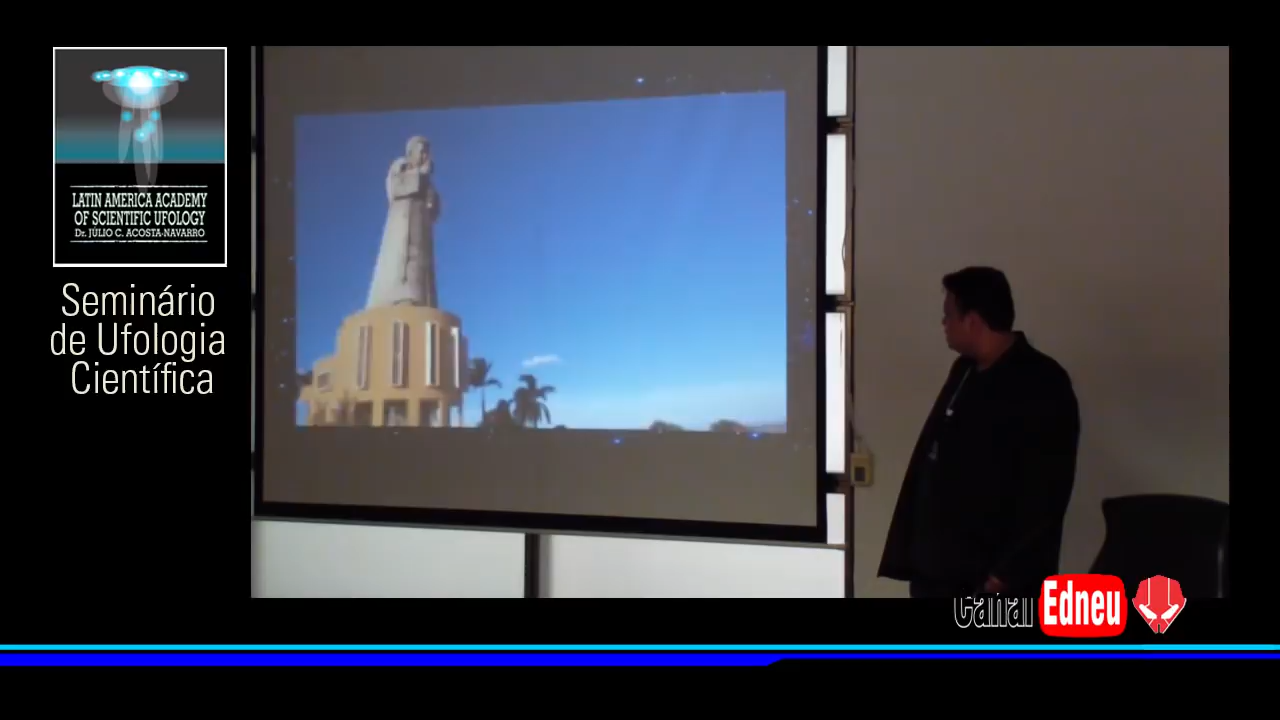 LATIN AMERICA ACADEMY
OF SCIENTIFIC UFOLOGY
Dr. JÚLIO C. ACOSTA-NAVARRO
Seminário
de Ufologia
Científica
Canal Edneu